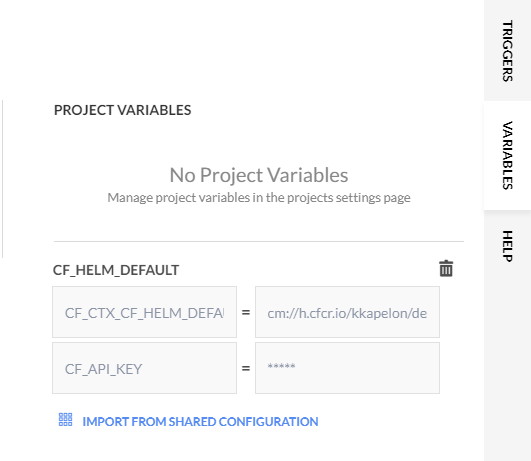 TRIGGERS
VARIABLES
HELP
PROJECT VARIABLES
No Project Variables
Manage project variables in the projects settings page
CF_HELM_DEFAULT
CF_CTX_CF_HELM_DEFA = cm://h.cfcr.io/kkapelon/de
CF_API_KEY = *****
IMPORT FROM SHARED CONFIGURATION